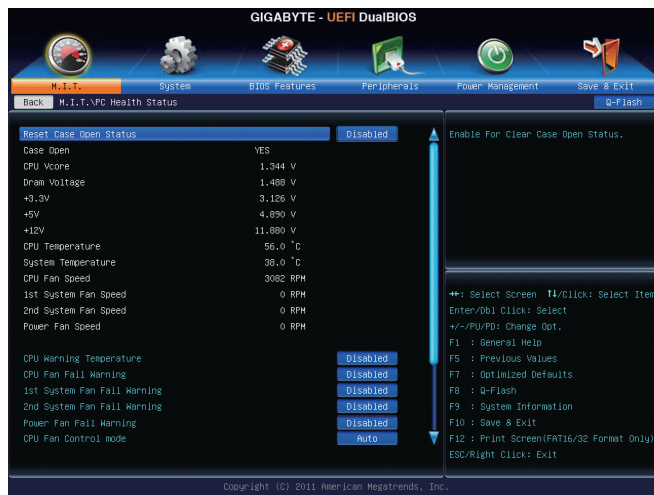 GIGABYTE - UEFI DualBIOS
M.I.T. System BIOS Features Peripherals Power Management Save & Exit
Back M.I.T.\PC Health Status Q-Flash
Reset Case Open Status Disabled
Case Open YES
CPU Vcore 1.344 V
Dram Voltage 1.488 V
+3.3V 3.126 V
+5V 4.890 V
+12V 11.880 V
CPU Temperature 56.0 °C
System Temperature 38.0 °C
CPU Fan Speed 3082 RPM
1st System Fan Speed 0 RPM
2nd System Fan Speed 0 RPM
Power Fan Speed 0 RPM
CPU Warning Temperature Disabled
CPU Fan Fail Warning Disabled
1st System Fan Fail Warning Disabled
2nd System Fan Fail Warning Disabled
Power Fan Fail Warning Disabled
CPU Fan Control mode Auto
Enable For Clear Case Open Status.
→←: Select Screen ↑↓/Click: Select Item
Enter/Dbl Click: Select
+/-/PU/PD: Change Opt.
F1 : General Help
F5 : Previous Values
F7 : Optimized Defaults
F8 : Q-Flash
F9 : System Information
F10 : Save & Exit
F12 : Print Screen(FAT16/32 Format Only)
ESC/Right Click: Exit
Copyright (C) 2011 American Megatrends, Inc.